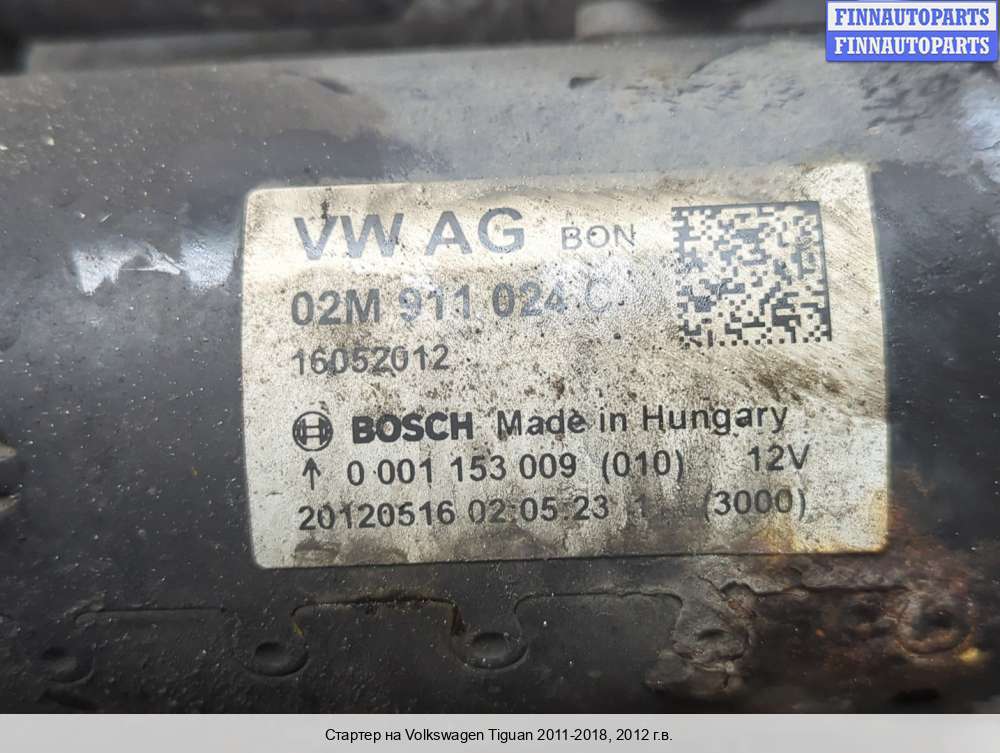 FINNAUTOPARTS
FINNAUTOPARTS
VW AG BON
02M 911 024 C
16052012
BOSCH Made in Hungary
↑ 0 001 153 009 (010) 12V
20120516 02:05:23 1 (3000)
Стартер на Volkswagen Tiguan 2011-2018, 2012 г.в.